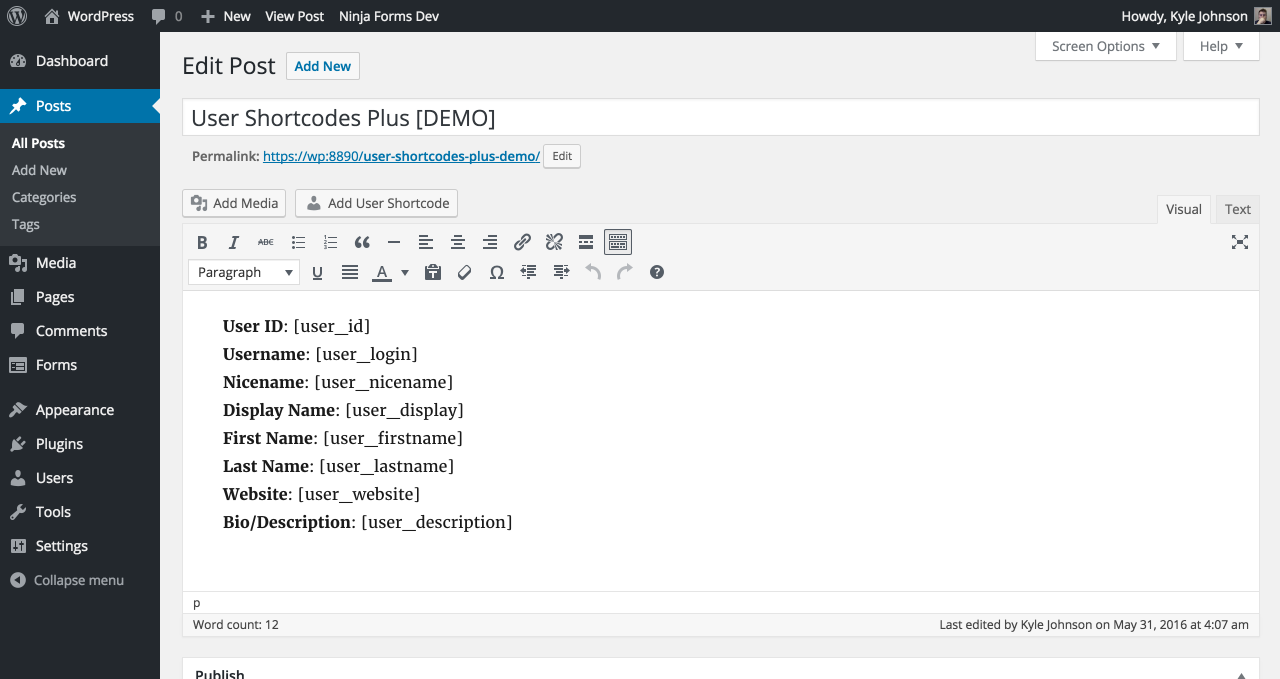 WordPress 0 New View Post Ninja Forms Dev Howdy, Kyle Johnson
Screen Options Help
Dashboard
Posts
All Posts
Add New
Categories
Tags
Media
Pages
Comments
Forms
Appearance
Plugins
Users
Tools
Settings
Collapse menu
Edit Post Add New
User Shortcodes Plus [DEMO]
Permalink: https://wp:8890/user-shortcodes-plus-demo/ Edit
Add Media Add User Shortcode
Visual Text
B I ABC
Paragraph U A Ω ?
User ID: [user_id]
Username: [user_login]
Nicename: [user_nicename]
Display Name: [user_display]
First Name: [user_firstname]
Last Name: [user_lastname]
Website: [user_website]
Bio/Description: [user_description]
p
Word count: 12 Last edited by Kyle Johnson on May 31, 2016 at 4:07 am
Publish